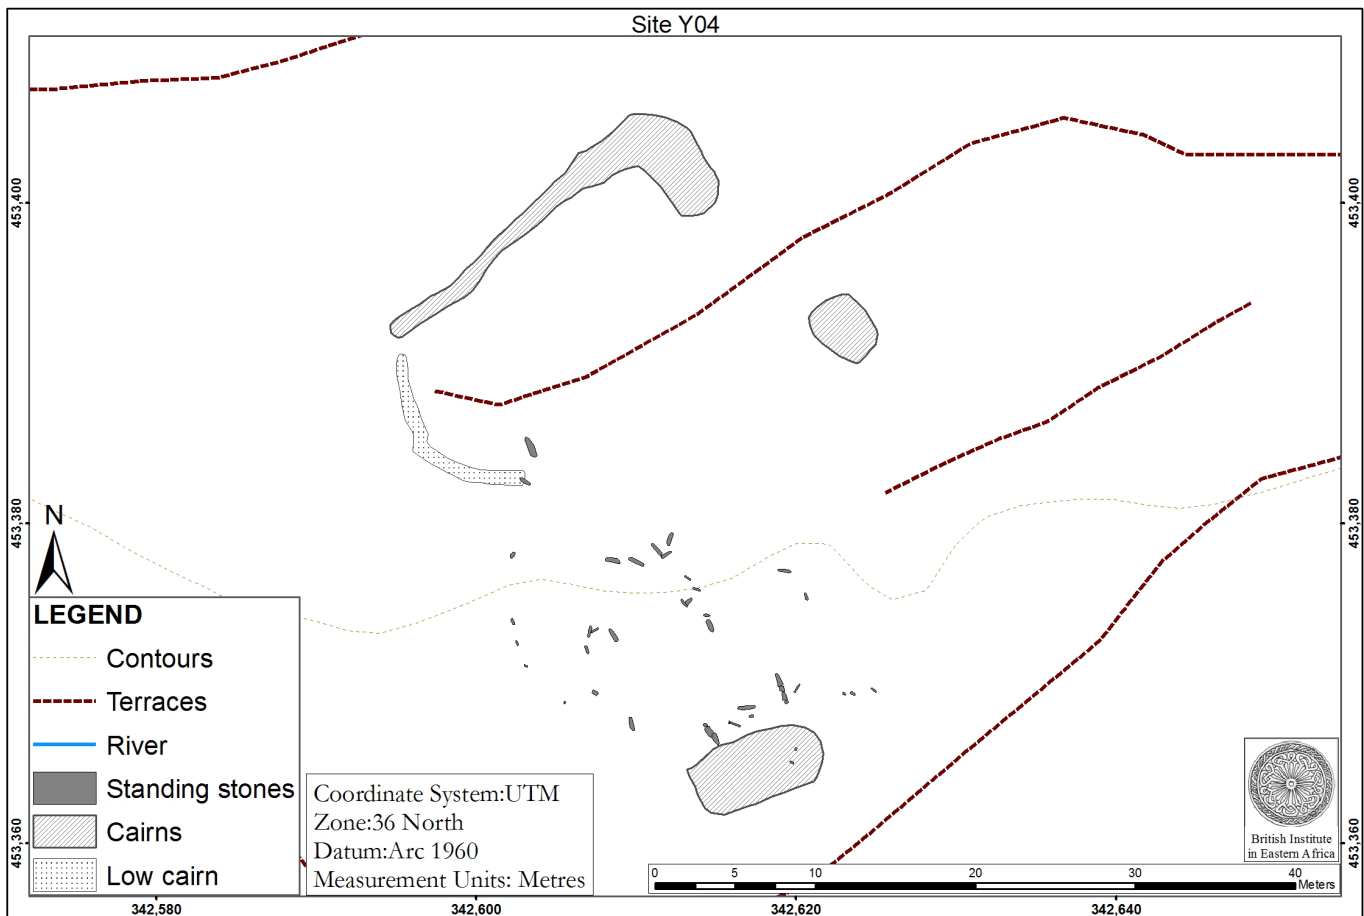 Site Y04
453,400
453,400
453,380
453,380
N
LEGEND
Contours
Terraces
River
Standing stones
Cairns
Low cairn
Coordinate System:UTM
Zone:36 North
Datum:Arc 1960
Measurement Units: Metres
British Institute
in Eastern Africa
453,360
453,360
0 5 10 20 30 40
Meters
342,580 342,600 342,620 342,640